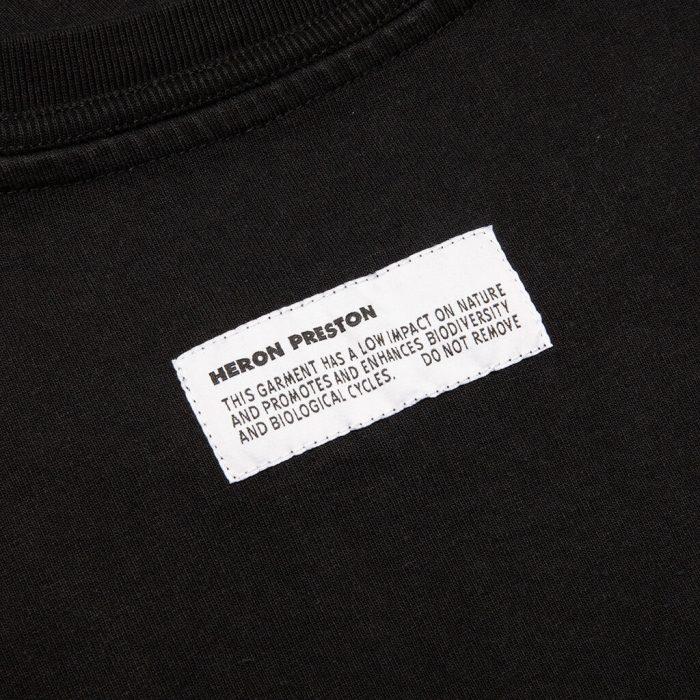 HERON PRESTON
THIS GARMENT HAS A LOW IMPACT ON NATURE
AND PROMOTES AND ENHANCES BIODIVERSITY
AND BIOLOGICAL CYCLES. DO NOT REMOVE